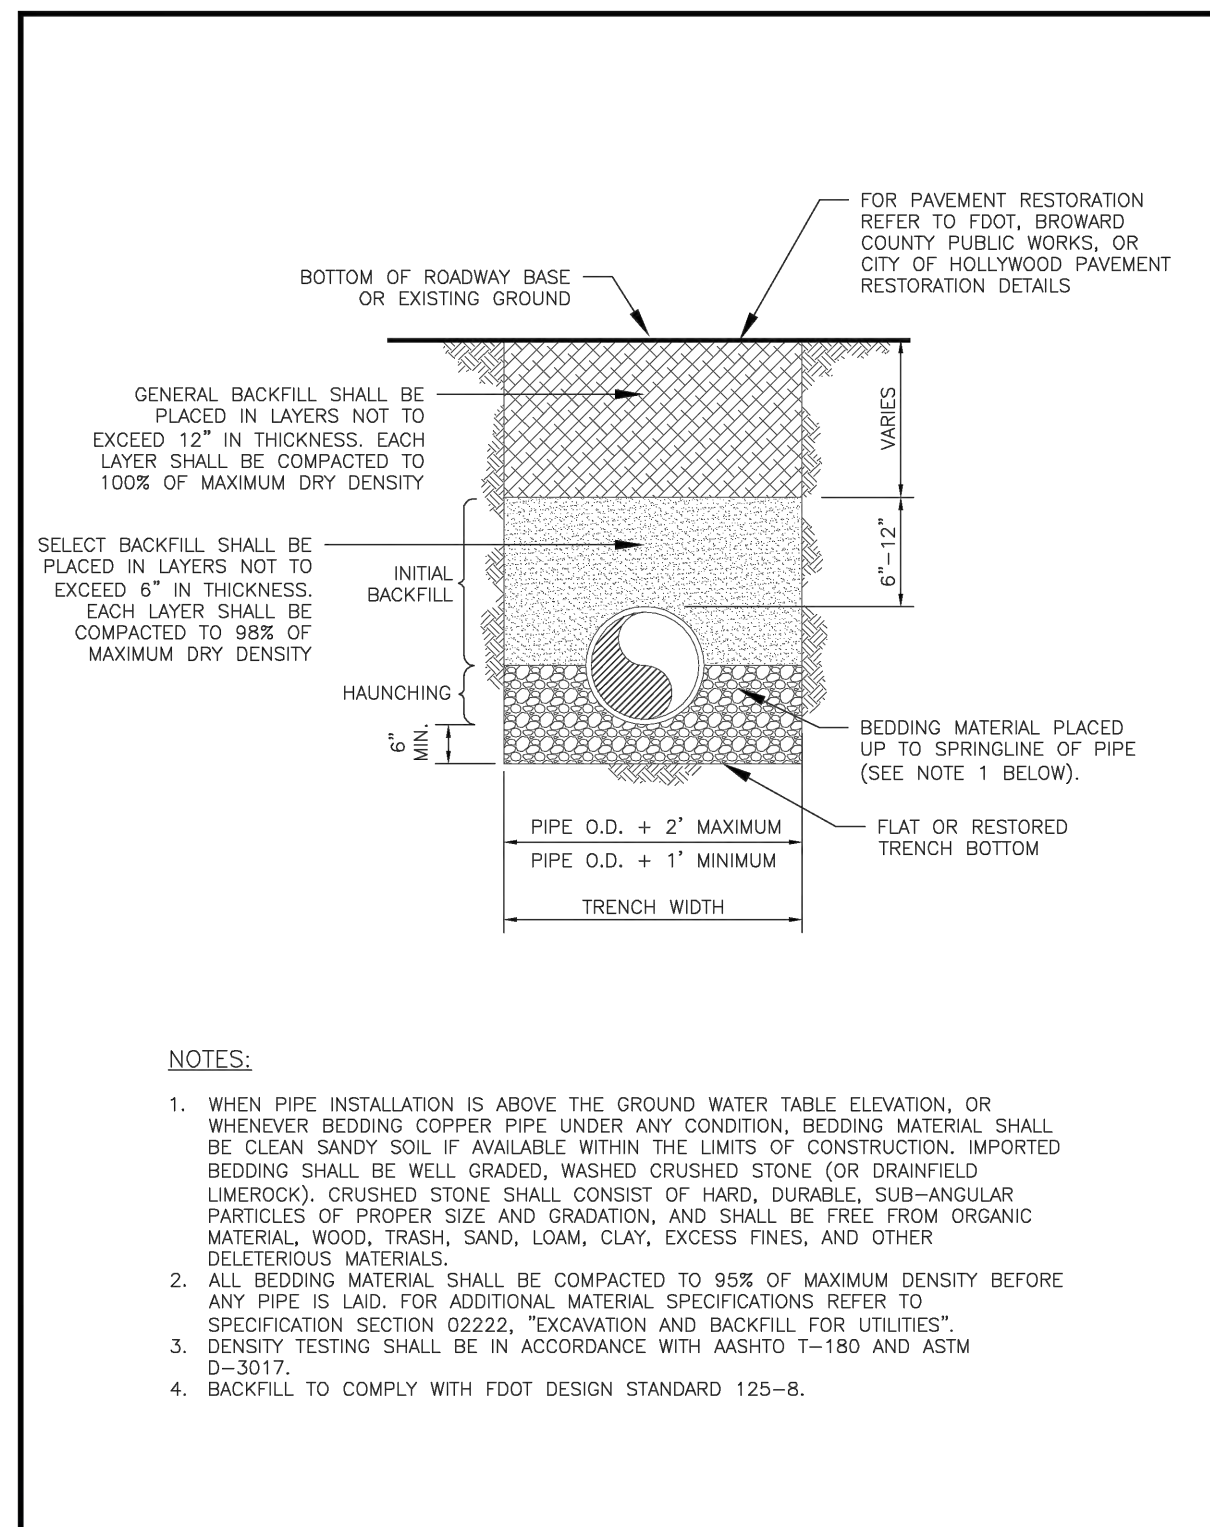 FOR PAVEMENT RESTORATION
REFER TO FDOT, BROWARD
COUNTY PUBLIC WORKS, OR
CITY OF HOLLYWOOD PAVEMENT
RESTORATION DETAILS
BOTTOM OF ROADWAY BASE
OR EXISTING GROUND
GENERAL BACKFILL SHALL BE
PLACED IN LAYERS NOT TO
EXCEED 12" IN THICKNESS. EACH
LAYER SHALL BE COMPACTED TO
100% OF MAXIMUM DRY DENSITY
VARIES
SELECT BACKFILL SHALL BE
PLACED IN LAYERS NOT TO
EXCEED 6" IN THICKNESS.
EACH LAYER SHALL BE
COMPACTED TO 98% OF
MAXIMUM DRY DENSITY
INITIAL
BACKFILL
6"-12"
HAUNCHING
6"
MIN.
BEDDING MATERIAL PLACED
UP TO SPRINGLINE OF PIPE
(SEE NOTE 1 BELOW).
FLAT OR RESTORED
TRENCH BOTTOM
PIPE O.D. + 2' MAXIMUM
PIPE O.D. + 1' MINIMUM
TRENCH WIDTH
NOTES:
1. WHEN PIPE INSTALLATION IS ABOVE THE GROUND WATER TABLE ELEVATION, OR
WHENEVER BEDDING COPPER PIPE UNDER ANY CONDITION, BEDDING MATERIAL SHALL
BE CLEAN SANDY SOIL IF AVAILABLE WITHIN THE LIMITS OF CONSTRUCTION. IMPORTED
BEDDING SHALL BE WELL GRADED, WASHED CRUSHED STONE (OR DRAINFIELD
LIMEROCK). CRUSHED STONE SHALL CONSIST OF HARD, DURABLE, SUB-ANGULAR
PARTICLES OF PROPER SIZE AND GRADATION, AND SHALL BE FREE FROM ORGANIC
MATERIAL, WOOD, TRASH, SAND, LOAM, CLAY, EXCESS FINES, AND OTHER
DELETERIOUS MATERIALS.
2. ALL BEDDING MATERIAL SHALL BE COMPACTED TO 95% OF MAXIMUM DENSITY BEFORE
ANY PIPE IS LAID. FOR ADDITIONAL MATERIAL SPECIFICATIONS REFER TO
SPECIFICATION SECTION 02222, "EXCAVATION AND BACKFILL FOR UTILITIES".
3. DENSITY TESTING SHALL BE IN ACCORDANCE WITH AASHTO T-180 AND ASTM
D-3017.
4. BACKFILL TO COMPLY WITH FDOT DESIGN STANDARD 125-8.